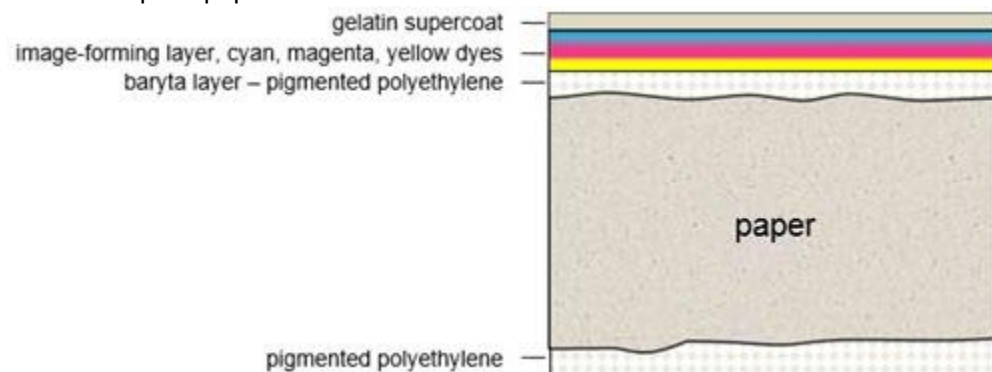 gelatin supercoat
image-forming layer, cyan, magenta, yellow dyes
baryta layer – pigmented polyethylene
paper
pigmented polyethylene